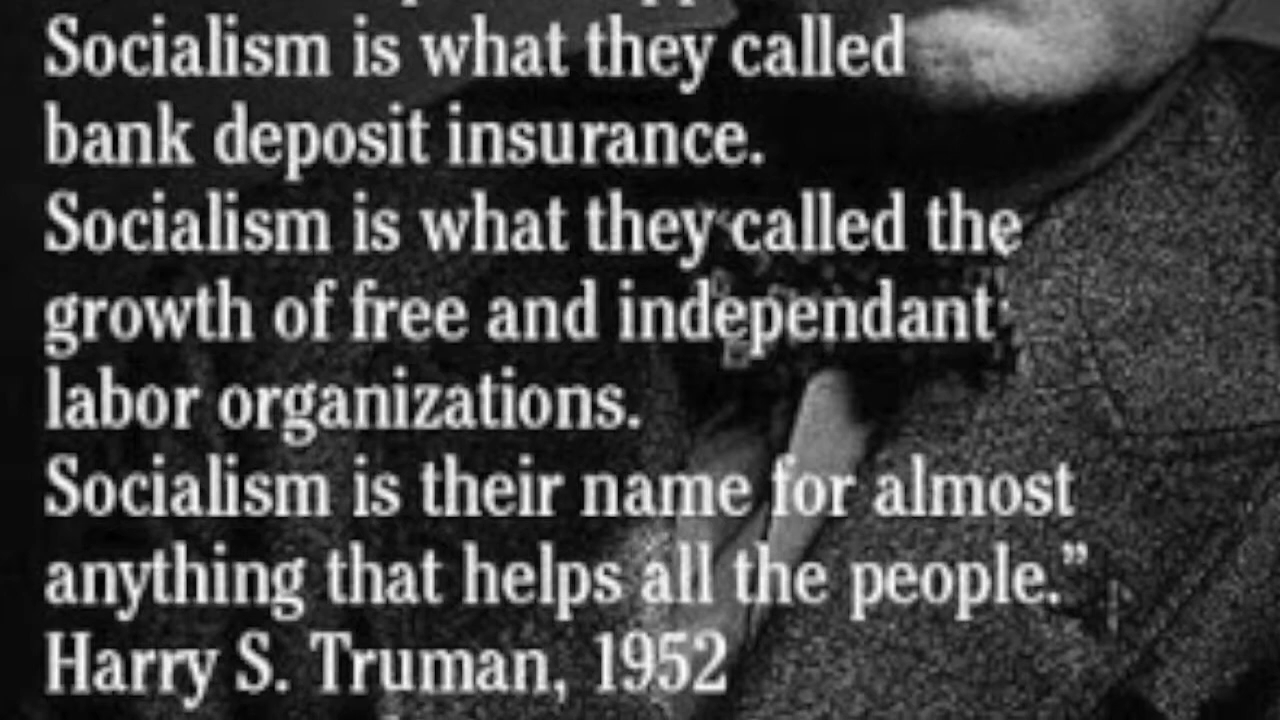 Socialism is what they called
bank deposit insurance.
Socialism is what they called the
growth of free and independant
labor organizations.
Socialism is their name for almost
anything that helps all the people.”
Harry S. Truman, 1952